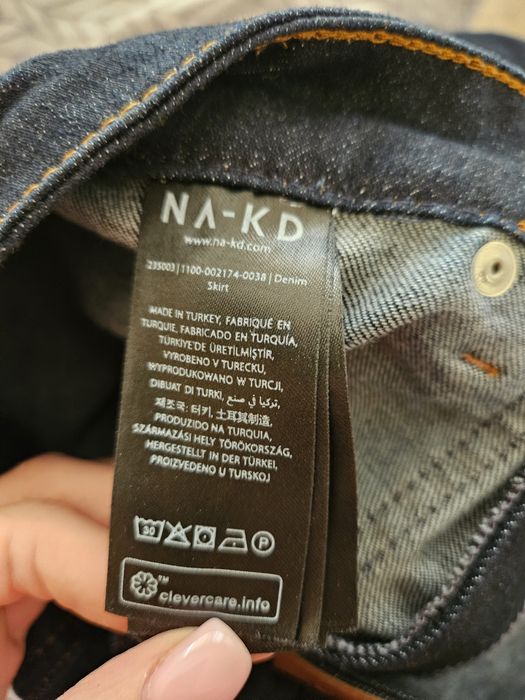 NA-KD
www.na-kd.com
235003 | 1100-002174-0038 | Denim
Skirt
MADE IN TURKEY, FABRIQUÉ EN
TURQUIE, FABRICADO EN TURQUÍA,
TÜRKİYE'DE ÜRETİLMİŞTİR,
VYROBENO V TURECKU,
WYPRODUKOWANO W TURCJI,
DIBUAT DI TURKI, تركيا في صنع,
제조국: 터키, 土耳其制造,
PRODUZIDO NA TURQUIA,
SZÁRMAZÁSI HELY TÖRÖKORSZÁG,
HERGESTELLT IN DER TÜRKEI,
PROIZVEDENO U TURSKOJ
30 P
TM
clevercare.info